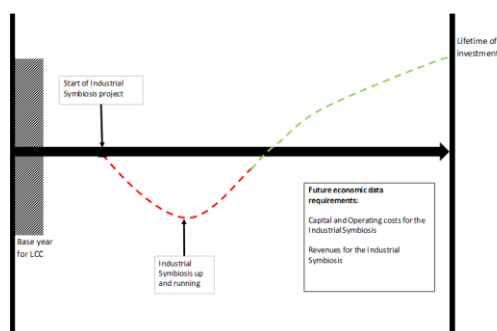 Lifetime of
investment
Start of Industrial
Symbiosis project
Future economic data
requirements:
Capital and Operating costs for the
Industrial Symbiosis
Revenues for the Industrial
Symbiosis
Base year
for LCC
Industrial
Symbiosis up
and running